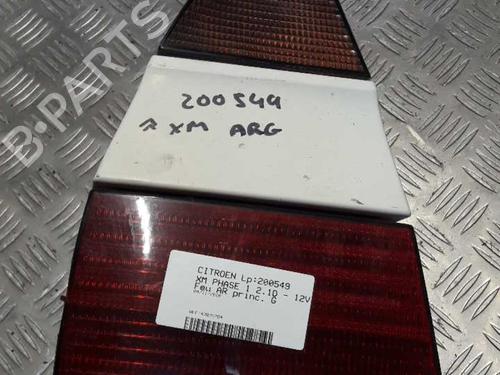 B-PARTS
200549
XM ARG
CITROEN Lp:200549
XM PHASE 1 2.1D - 12V
Feu AR princ. G